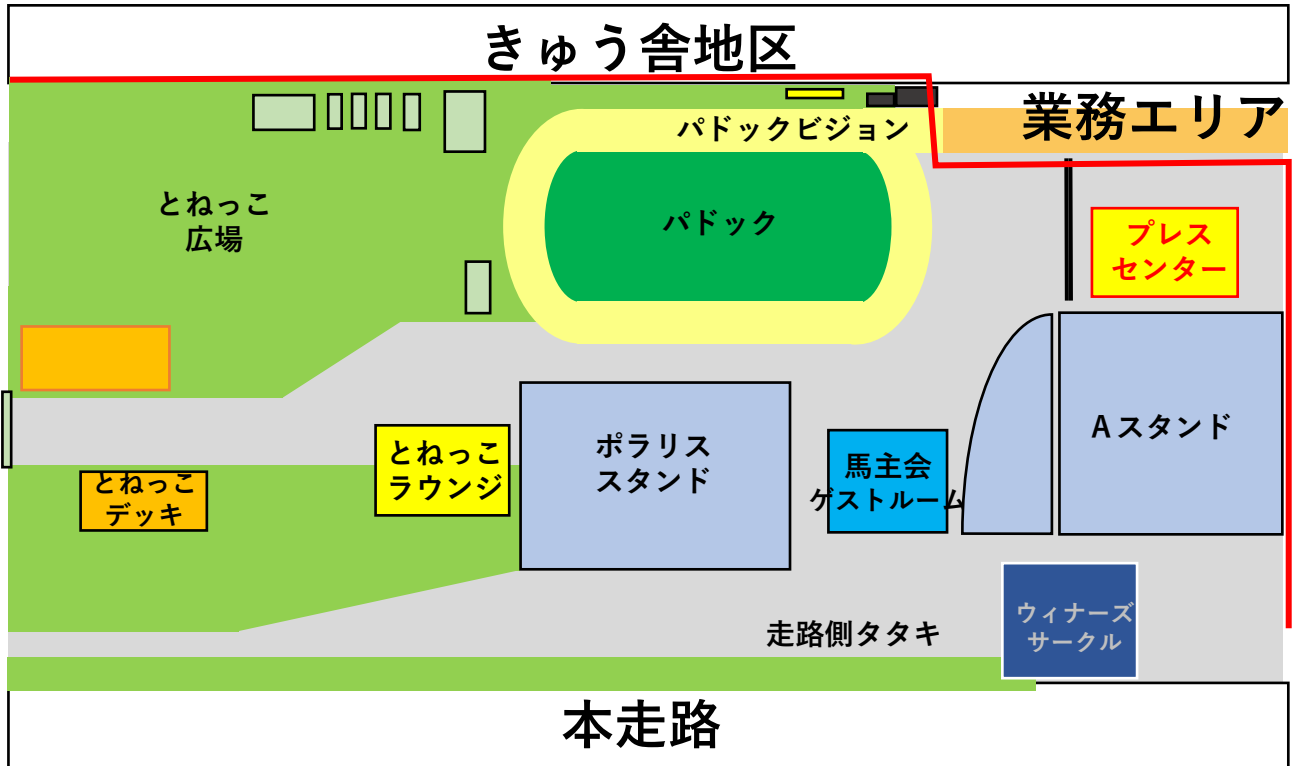 きゅう舎地区
業務エリア
パドックビジョン
とねっこ
広場
パドック
プレス
センター
Aスタンド
ポラリス
スタンド
とねっこ
ラウンジ
馬主会
ゲストルーム
とねっこ
デッキ
ウィナーズ
サークル
走路側タタキ
本走路